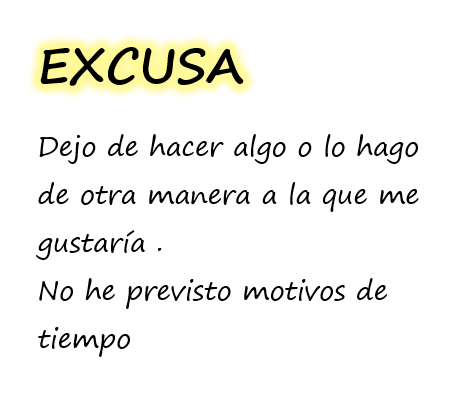 EXCUSA
Dejo de hacer algo o lo hago
de otra manera a la que me
gustaría .
No he previsto motivos de
tiempo